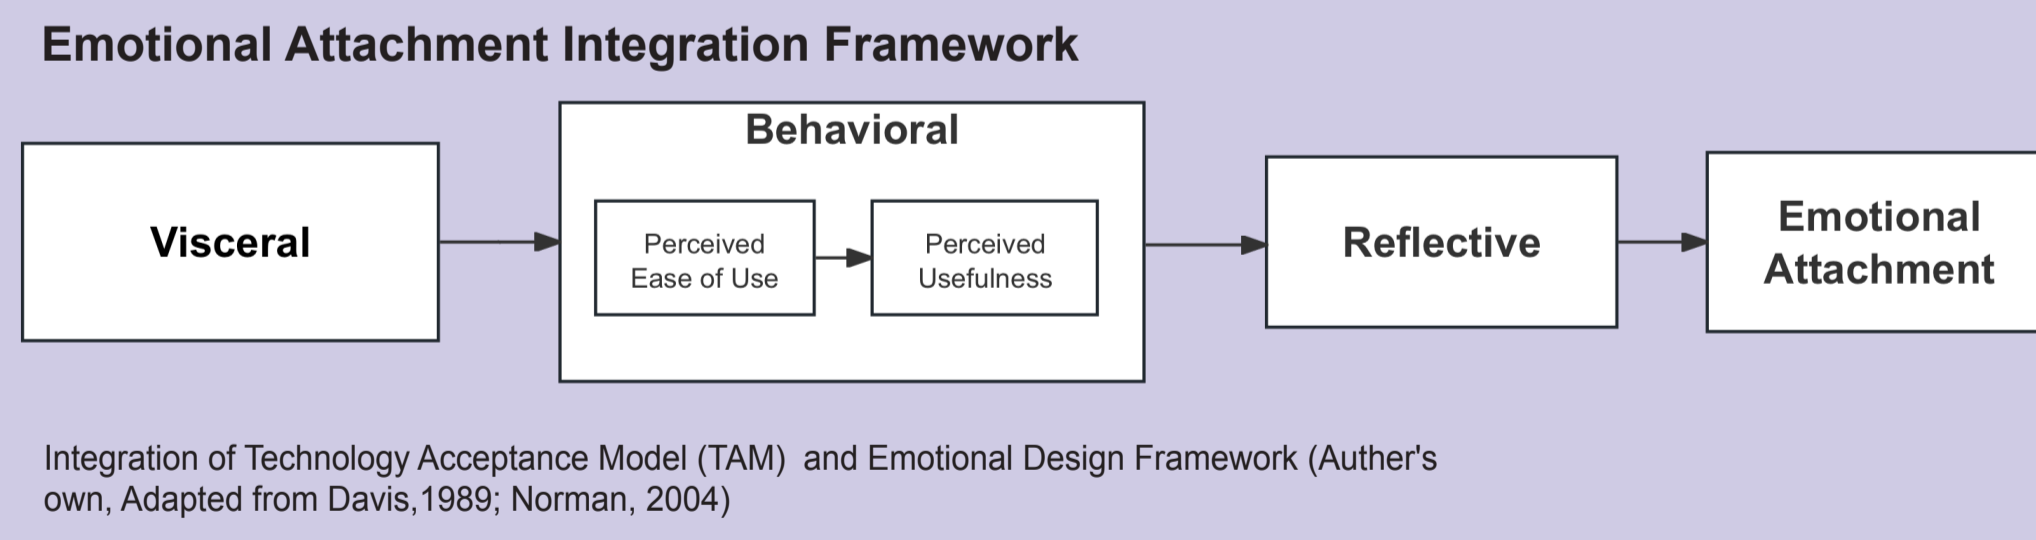 Emotional Attachment Integration Framework
Visceral
Behavioral
Perceived
Ease of Use
Perceived
Usefulness
Reflective
Emotional
Attachment
Integration of Technology Acceptance Model (TAM)  and Emotional Design Framework (Auther's
own, Adapted from Davis,1989; Norman, 2004)